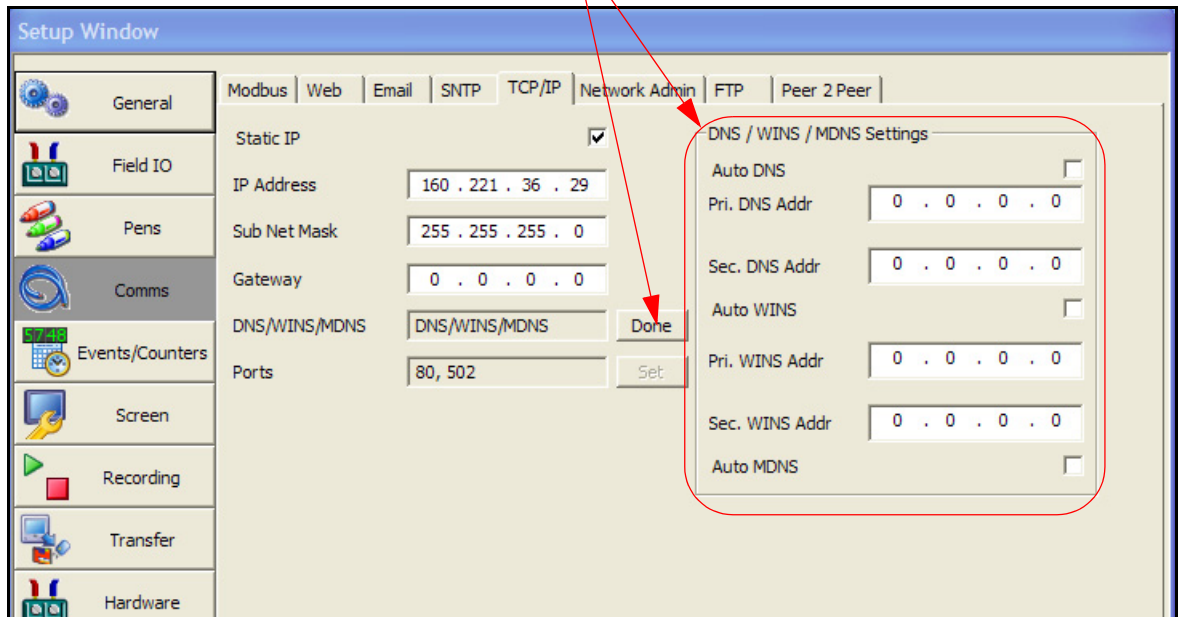 Setup Window
General
Field IO
Pens
Comms
5748
Events/Counters
Screen
Recording
Transfer
Hardware
Modbus Web Email SNTP TCP/IP Network Admin FTP Peer 2 Peer
Static IP
IP Address 160 . 221 . 36 . 29
Sub Net Mask 255 . 255 . 255 . 0
Gateway 0 . 0 . 0 . 0
DNS/WINS/MDNS DNS/WINS/MDNS Done
Ports 80, 502 Set
DNS / WINS / MDNS Settings
Auto DNS
Pri. DNS Addr 0 . 0 . 0 . 0
Sec. DNS Addr 0 . 0 . 0 . 0
Auto WINS
Pri. WINS Addr 0 . 0 . 0 . 0
Sec. WINS Addr 0 . 0 . 0 . 0
Auto MDNS